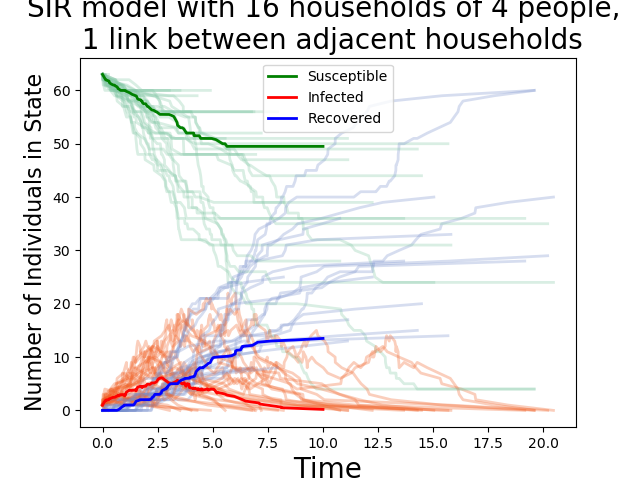 SIR model with 16 households of 4 people,
1 link between adjacent households
Susceptible
Infected
Recovered
Number of Individuals in State
60
50
40
30
20
10
0
0.0 2.5 5.0 7.5 10.0 12.5 15.0 17.5 20.0
Time